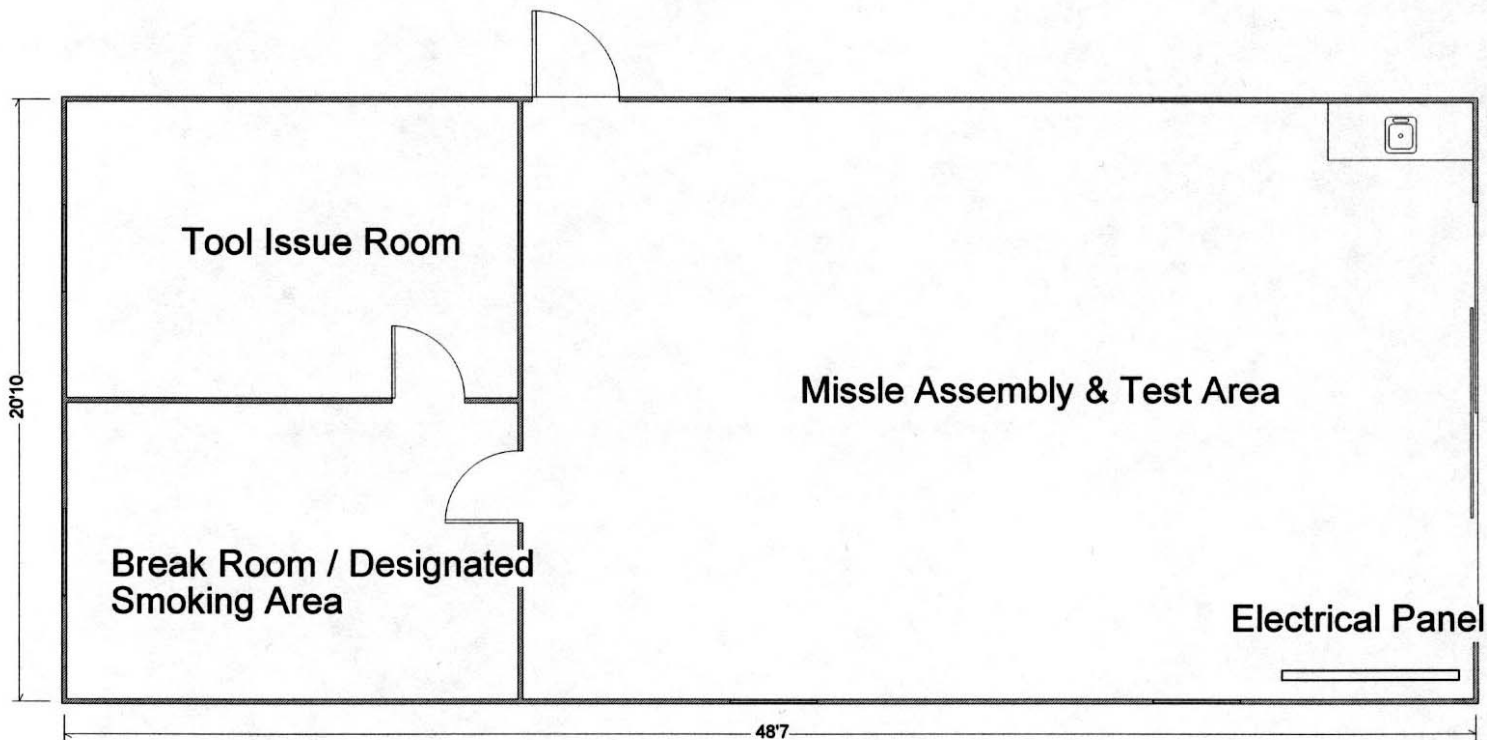 Tool Issue Room
20'10
Missle Assembly & Test Area
Break Room / Designated
Smoking Area
Electrical Panel
48'7